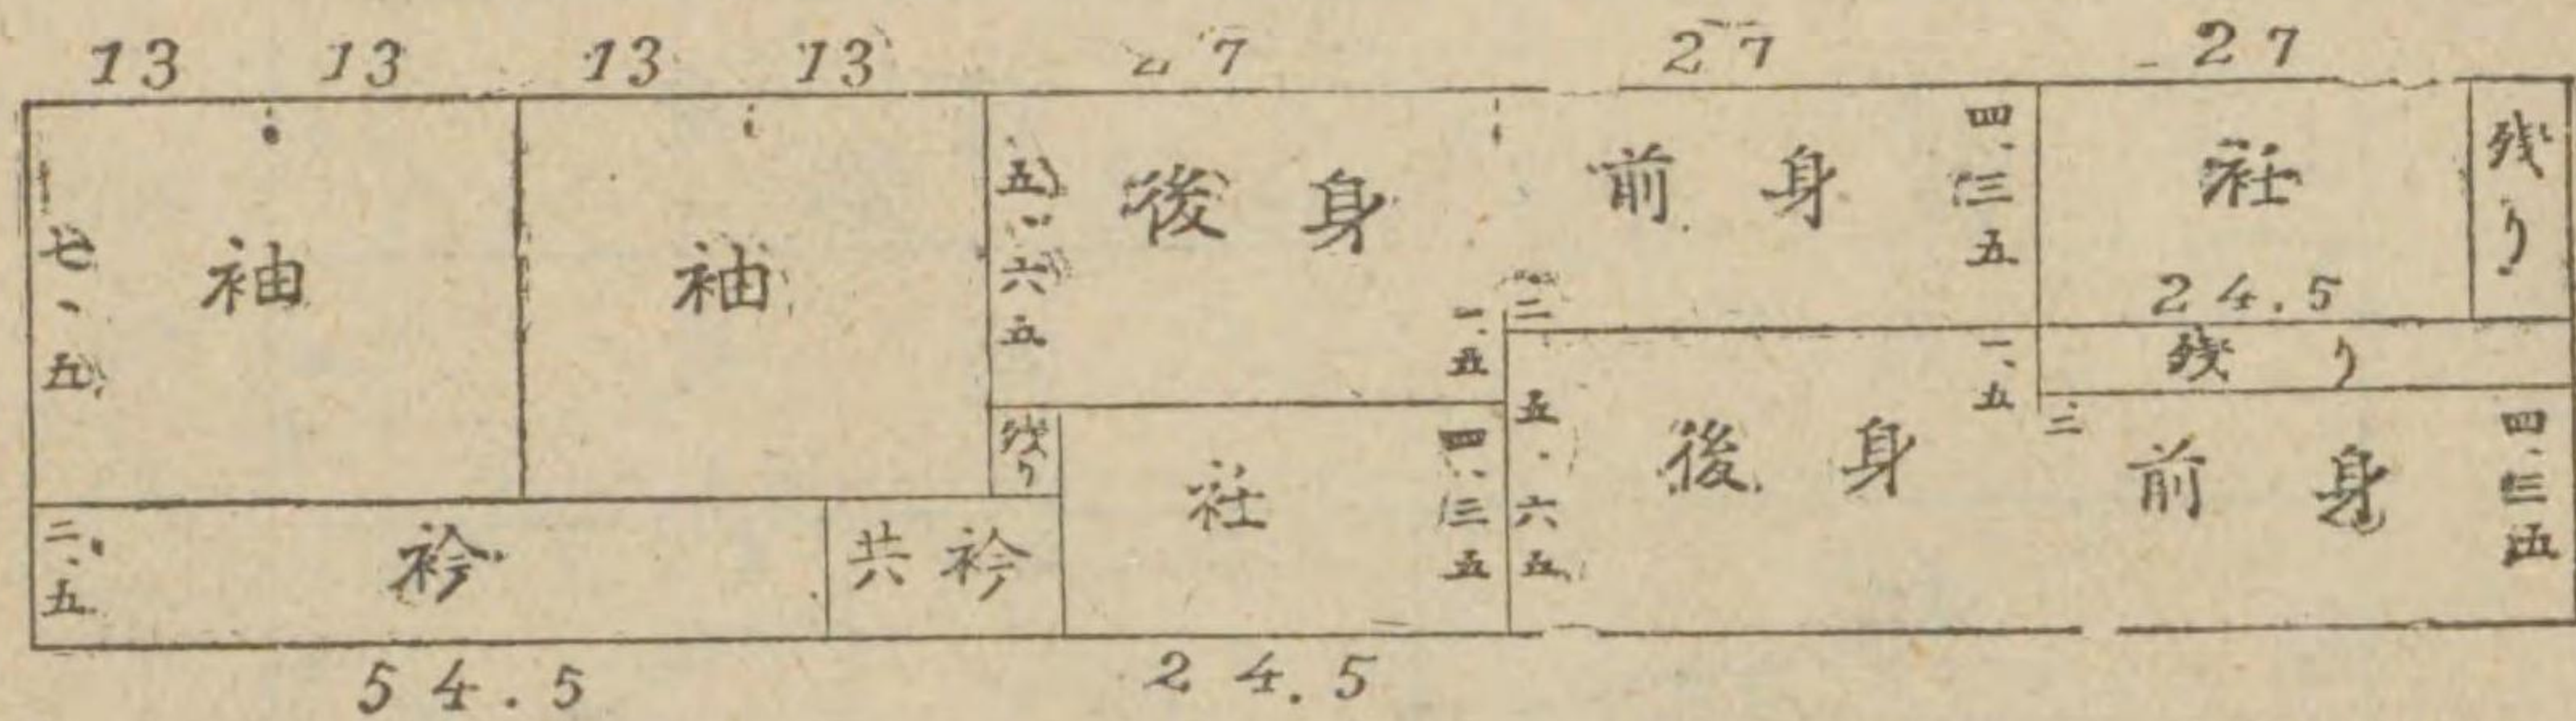 13 13 13 13 27 27 27
七、五
袖
袖
五、六五
後身
一、五
前身
二
四、三五
衽
24.5
残り
残り
二、五
衿
共衿
残り
衽
四、三五
五、六五
後身
一、五
二
前身
四、三五
54.5
24.5